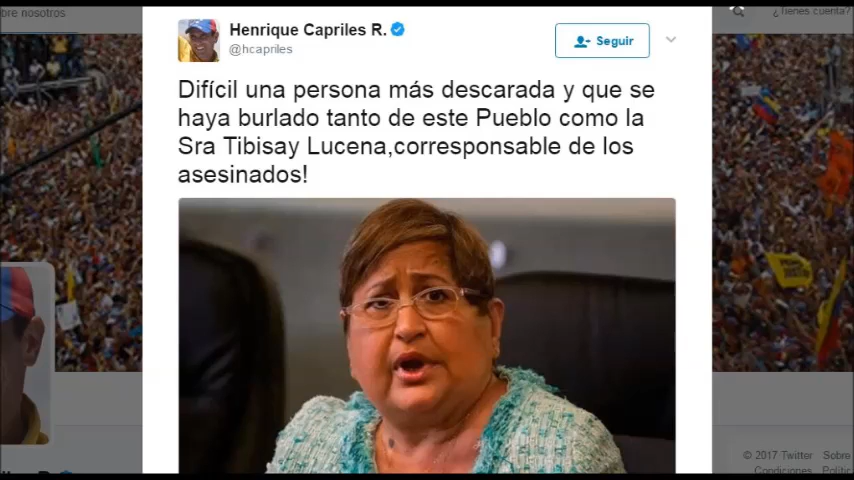 bre nosotros
¿Tienes cuenta?
Henrique Capriles R.
@hcapriles
Seguir
Difícil una persona más descarada y que se
haya burlado tanto de este Pueblo como la
Sra Tibisay Lucena,corresponsable de los
asesinados!
© 2017 Twitter Sobre
Condiciones Polític